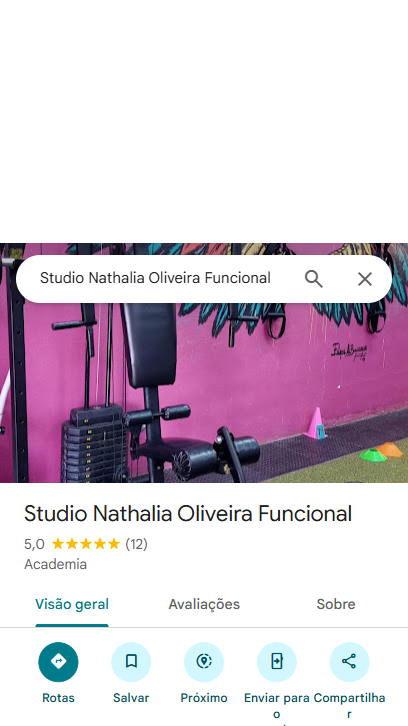 Studio Nathalia Oliveira Funcional
Studio Nathalia Oliveira Funcional
5,0 ★★★★★ (12)
Academia
Visão geral Avaliações Sobre
Rotas Salvar Próximo Enviar para o Compartilhar